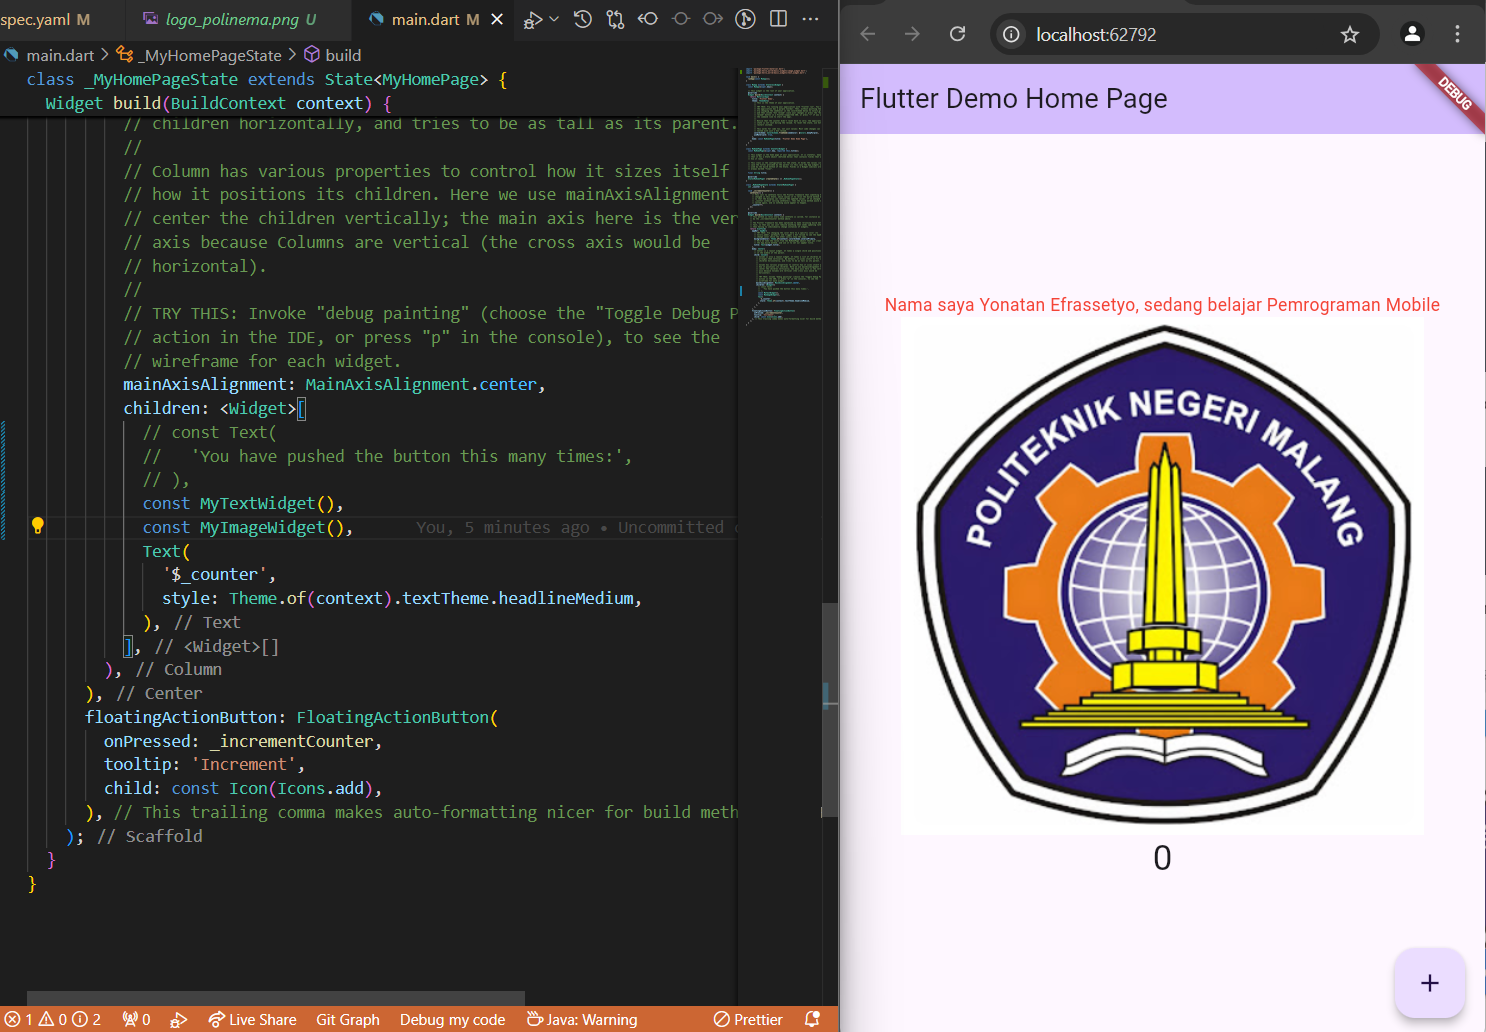 spec.yaml M
logo_polinema.png U
main.dart M
main.dart > _MyHomePageState > build
class _MyHomePageState extends State<MyHomePage> {
Widget build(BuildContext context) {
// children horizontally, and tries to be as tall as its parent.
//
// Column has various properties to control how it sizes itself
// how it positions its children. Here we use mainAxisAlignment
// center the children vertically; the main axis here is the ver
// axis because Columns are vertical (the cross axis would be
// horizontal).
//
// TRY THIS: Invoke "debug painting" (choose the "Toggle Debug P
// action in the IDE, or press "p" in the console), to see the
// wireframe for each widget.
mainAxisAlignment: MainAxisAlignment.center,
children: <Widget>[
// const Text(
//   'You have pushed the button this many times:',
// ),
const MyTextWidget(),
const MyImageWidget(),     You, 5 minutes ago • Uncommitted
Text(
'$_counter',
style: Theme.of(context).textTheme.headlineMedium,
), // Text
], // <Widget>[]
), // Column
), // Center
floatingActionButton: FloatingActionButton(
onPressed: _incrementCounter,
tooltip: 'Increment',
child: const Icon(Icons.add),
), // This trailing comma makes auto-formatting nicer for build meth
); // Scaffold
}
}
1 0 2 0 Live Share Git Graph Debug my code Java: Warning Prettier
localhost:62792
Flutter Demo Home Page
DEBUG
Nama saya Yonatan Efrassetyo, sedang belajar Pemrograman Mobile
POLITEKNIK NEGERI MALANG
0
+